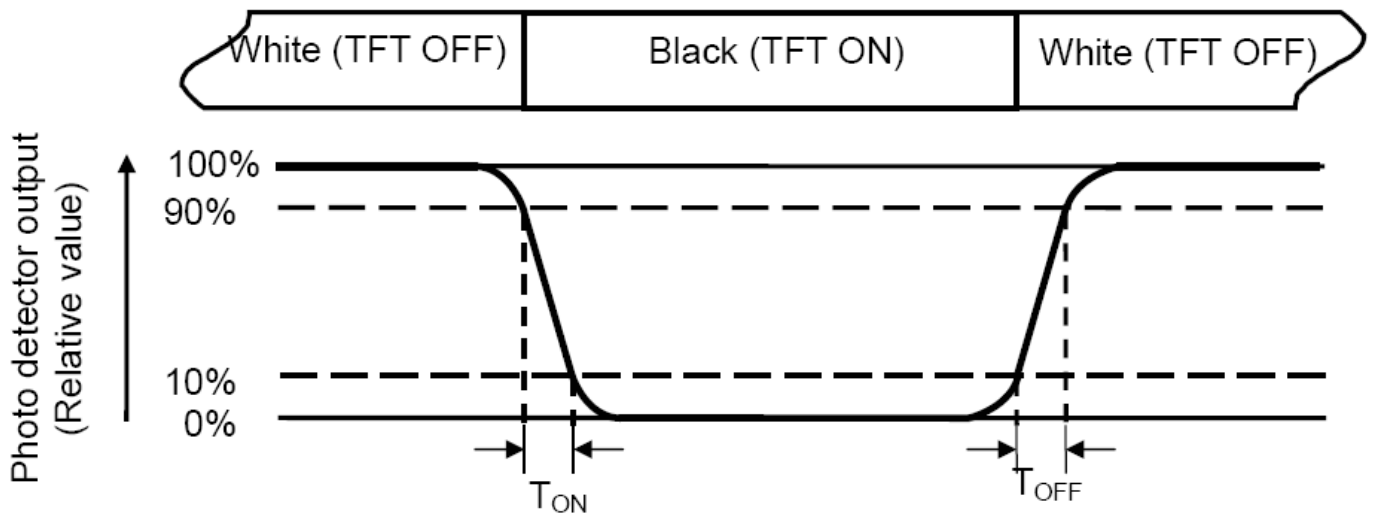 White (TFT OFF)
Black (TFT ON)
White (TFT OFF)
Photo detector output
(Relative value)
100%
90%
10%
0%
TON
TOFF